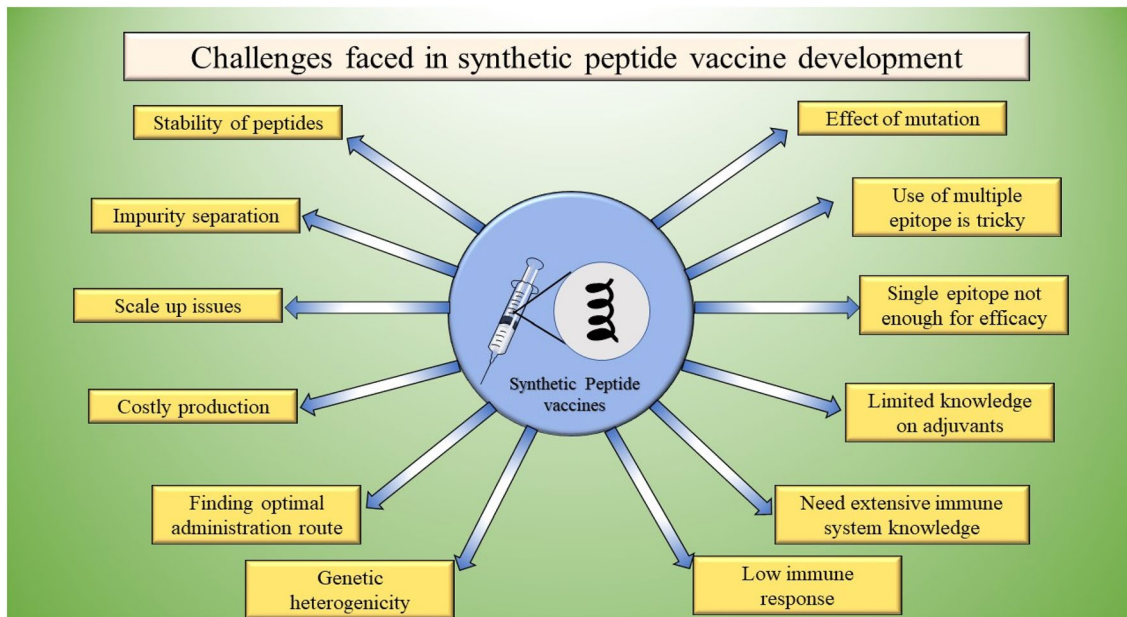 Challenges faced in synthetic peptide vaccine development
Stability of peptides
Impurity separation
Scale up issues
Costly production
Finding optimal
administration route
Genetic
heterogenicity
Synthetic Peptide
vaccines
Effect of mutation
Use of multiple
epitope is tricky
Single epitope not
enough for efficacy
Limited knowledge
on adjuvants
Need extensive immune
system knowledge
Low immune
response